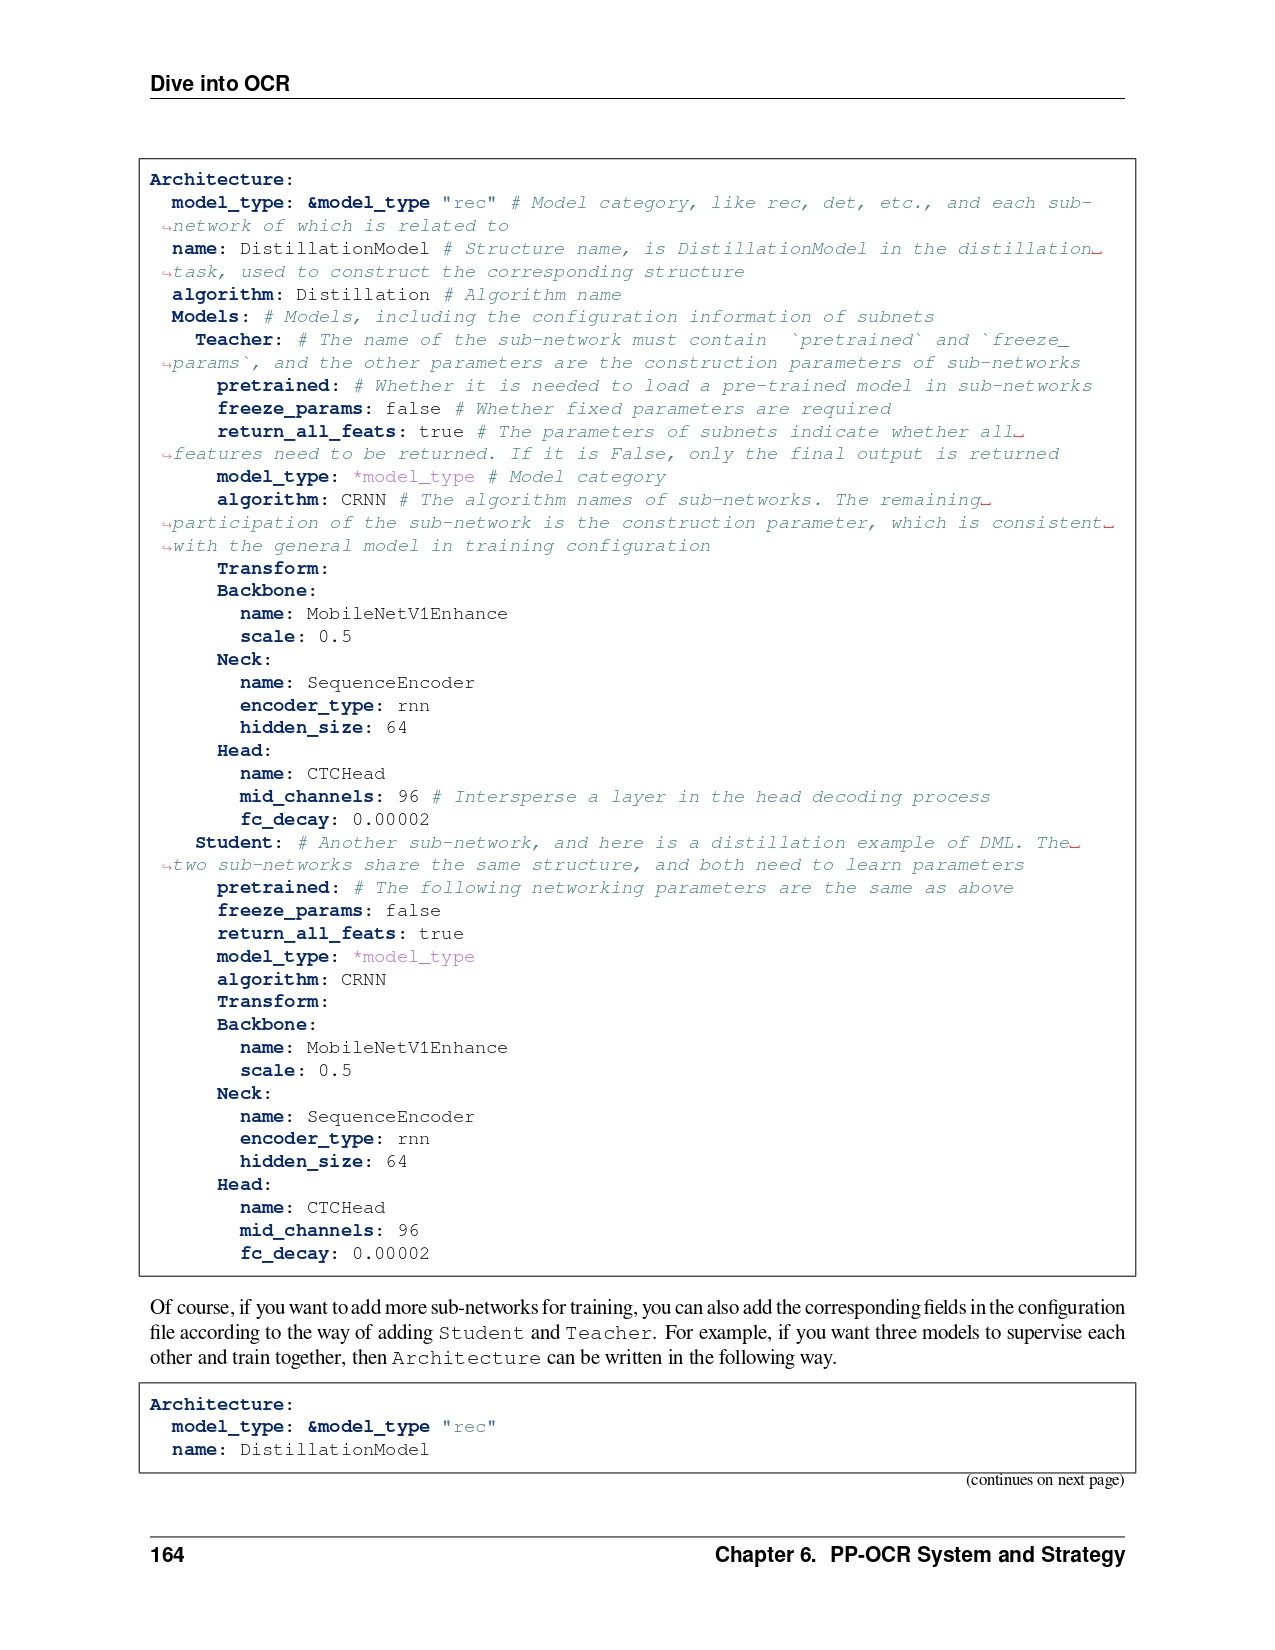 Dive into OCR
Architecture:
  model_type: &model_type "rec" # Model category, like rec, det, etc., and each sub-
↪network of which is related to
  name: DistillationModel # Structure name, is DistillationModel in the distillation␣
↪task, used to construct the corresponding structure
  algorithm: Distillation # Algorithm name
  Models: # Models, including the configuration information of subnets
    Teacher: # The name of the sub-network must contain  `pretrained` and `freeze_
↪params`, and the other parameters are the construction parameters of sub-networks
      pretrained: # Whether it is needed to load a pre-trained model in sub-networks
      freeze_params: false # Whether fixed parameters are required
      return_all_feats: true # The parameters of subnets indicate whether all␣
↪features need to be returned. If it is False, only the final output is returned
      model_type: *model_type # Model category
      algorithm: CRNN # The algorithm names of sub-networks. The remaining␣
↪participation of the sub-network is the construction parameter, which is consistent␣
↪with the general model in training configuration
      Transform:
      Backbone:
        name: MobileNetV1Enhance
        scale: 0.5
      Neck:
        name: SequenceEncoder
        encoder_type: rnn
        hidden_size: 64
      Head:
        name: CTCHead
        mid_channels: 96 # Intersperse a layer in the head decoding process
        fc_decay: 0.00002
    Student: # Another sub-network, and here is a distillation example of DML. The␣
↪two sub-networks share the same structure, and both need to learn parameters
      pretrained: # The following networking parameters are the same as above
      freeze_params: false
      return_all_feats: true
      model_type: *model_type
      algorithm: CRNN
      Transform:
      Backbone:
        name: MobileNetV1Enhance
        scale: 0.5
      Neck:
        name: SequenceEncoder
        encoder_type: rnn
        hidden_size: 64
      Head:
        name: CTCHead
        mid_channels: 96
        fc_decay: 0.00002
Of course, if you want to add more sub-networks for training, you can also add the corresponding fields in the configuration
file according to the way of adding Student and Teacher. For example, if you want three models to supervise each
other and train together, then Architecture can be written in the following way.
Architecture:
  model_type: &model_type "rec"
  name: DistillationModel
(continues on next page)
164 Chapter 6. PP-OCR System and Strategy